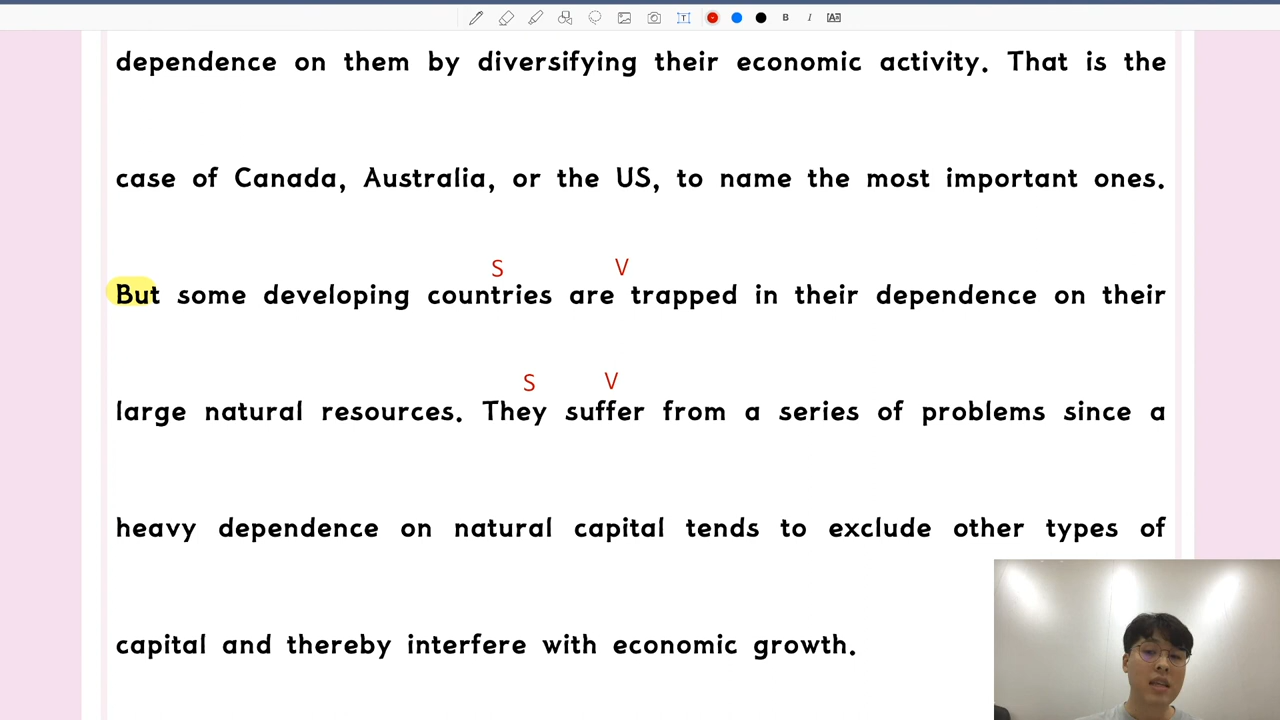 T B I A
dependence on them by diversifying their economic activity. That is the
case of Canada, Australia, or the US, to name the most important ones.
S V
But some developing countries are trapped in their dependence on their
S V
large natural resources. They suffer from a series of problems since a
heavy dependence on natural capital tends to exclude other types of
capital and thereby interfere with economic growth.